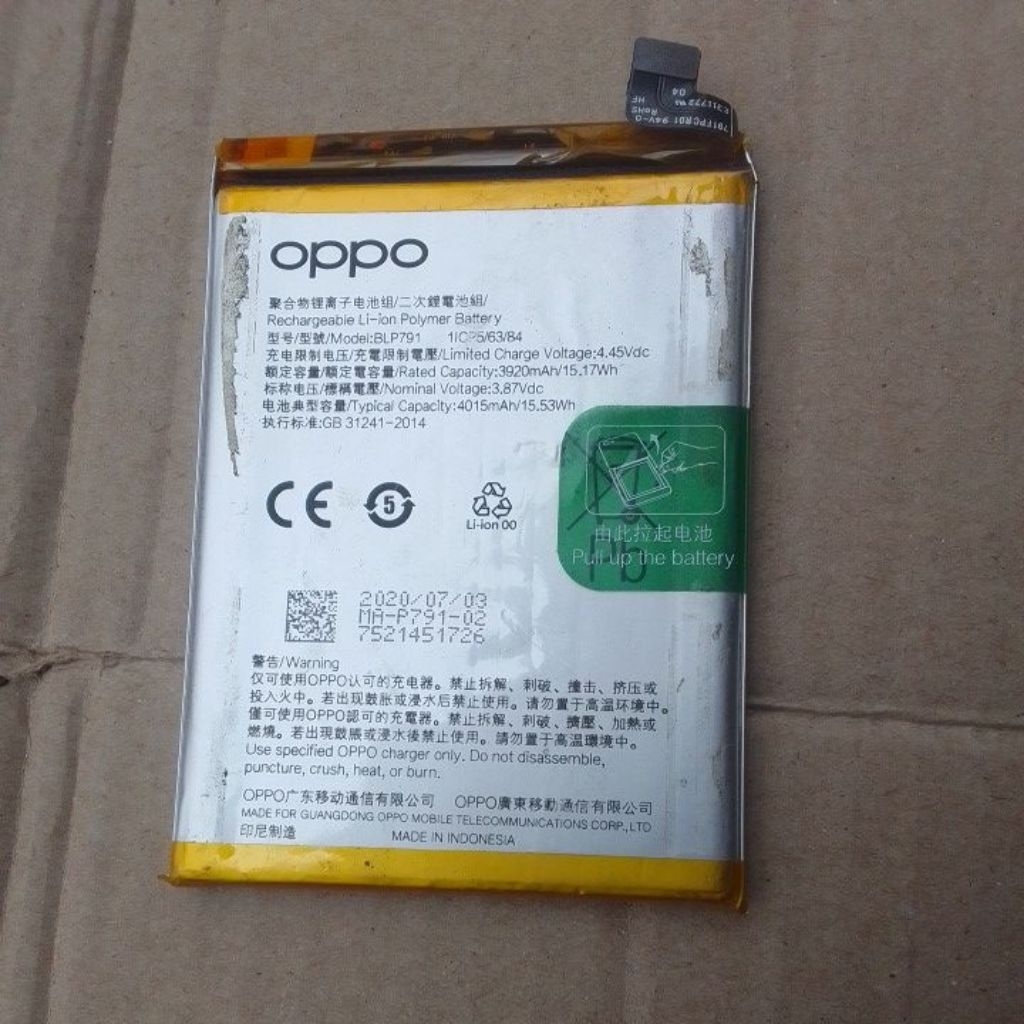 791FPCR01 94V-0
RoHS
HF
E311772
04
oppo
聚合物锂离子电池组/二次鋰電池組/
Rechargeable Li-ion Polymer Battery
型号/型號/Model:BLP791 1ICP5/63/84
充电限制电压/充電限制電壓/Limited Charge Voltage:4.45Vdc
额定容量/額定電容量/Rated Capacity:3920mAh/15.17Wh
标称电压/標稱電壓/Nominal Voltage:3.87Vdc
电池典型容量/Typical Capacity:4015mAh/15.53Wh
执行标准:GB 31241-2014
CE 5
Li-ion 00
由此拉起电池
Pull up the battery
Pb
2020/07/03
MA-P791-02
7521451726
警告/Warning
仅可使用OPPO认可的充电器。禁止拆解、刺破、撞击、挤压或
投入火中。若出现鼓胀或浸水后禁止使用。请勿置于高温环境中。
僅可使用OPPO認可的充電器。禁止拆解、刺破、擠壓、加熱或
燃燒。若出現鼓脹或浸水後禁止使用。請勿置于高溫環境中。
Use specified OPPO charger only. Do not disassemble,
puncture, crush, heat, or burn.
OPPO广东移动通信有限公司 OPPO廣東移動通信有限公司
MADE FOR GUANGDONG OPPO MOBILE TELECOMMUNICATIONS CORP.,LTD
印尼制造 MADE IN INDONESIA